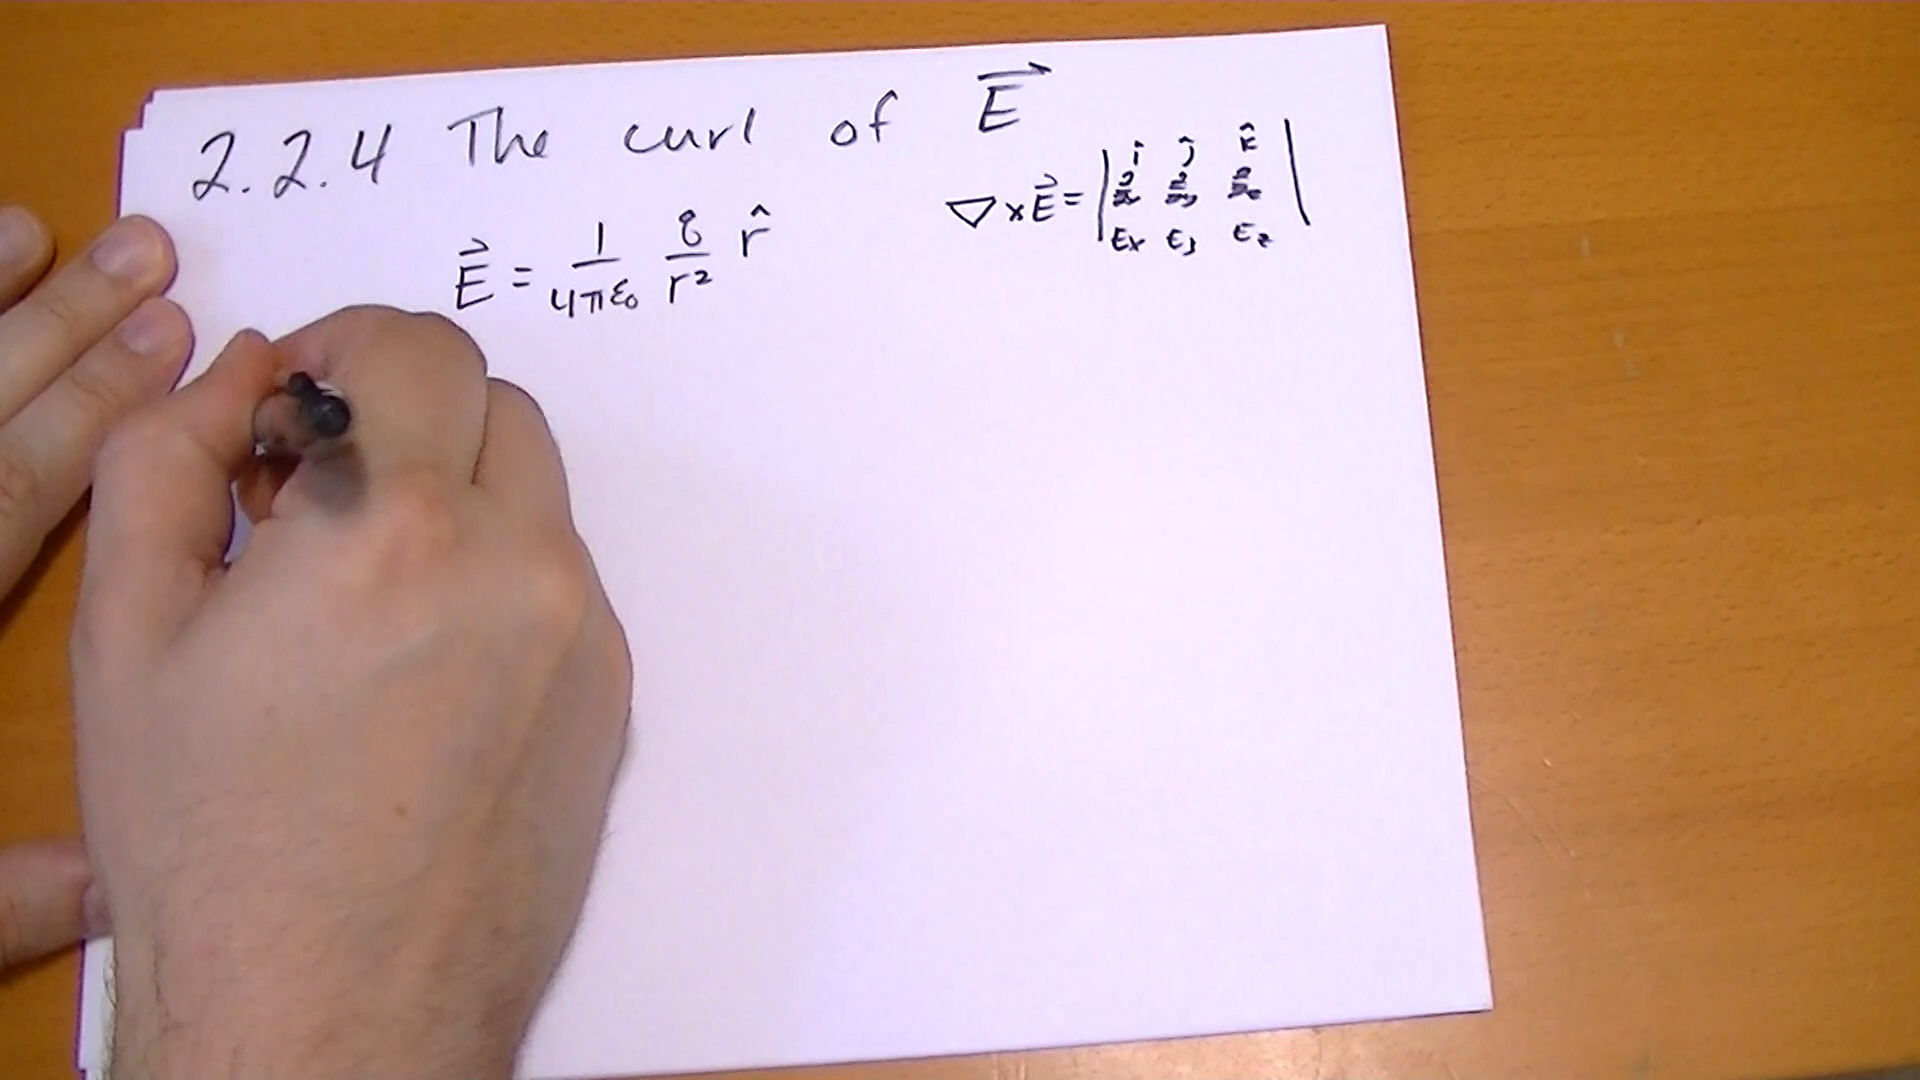 2.2.4 The curl of E⃗
∇ × E⃗ = | î ĵ k̂ |
| ∂/∂x ∂/∂y ∂/∂z |
| Ex Ey Ez |
E⃗ = 1/4πε₀ q/r² r̂